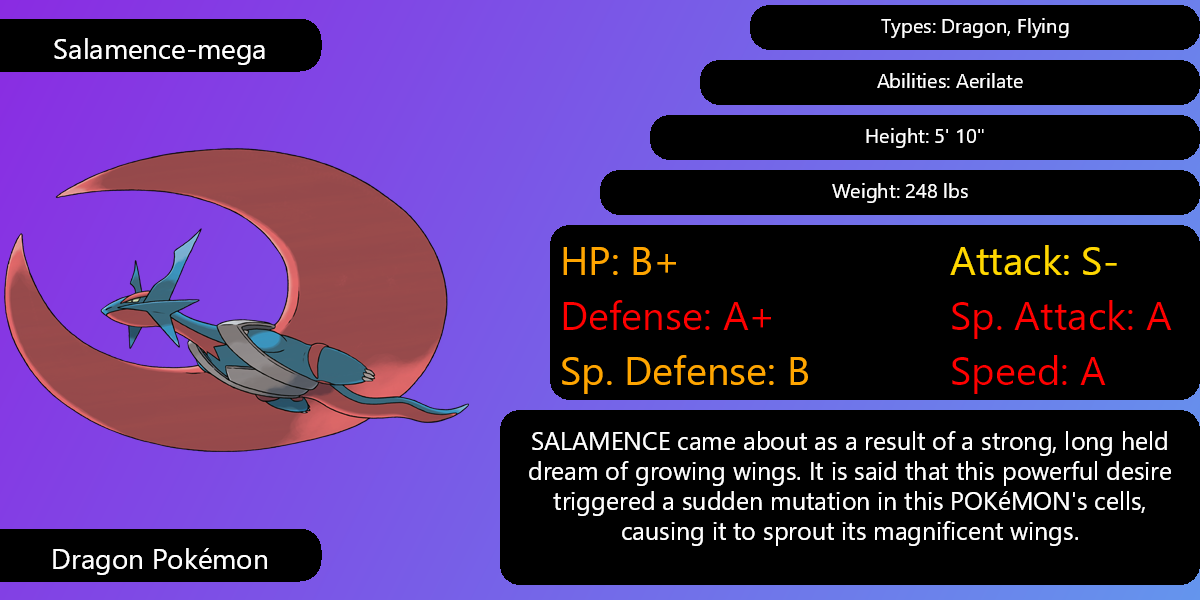 Salamence-mega
Types: Dragon, Flying
Abilities: Aerilate
Height: 5' 10"
Weight: 248 lbs
HP: B+
Attack: S-
Defense: A+
Sp. Attack: A
Sp. Defense: B
Speed: A
SALAMENCE came about as a result of a strong, long held
dream of growing wings. It is said that this powerful desire
triggered a sudden mutation in this POKéMON's cells,
causing it to sprout its magnificent wings.
Dragon Pokémon